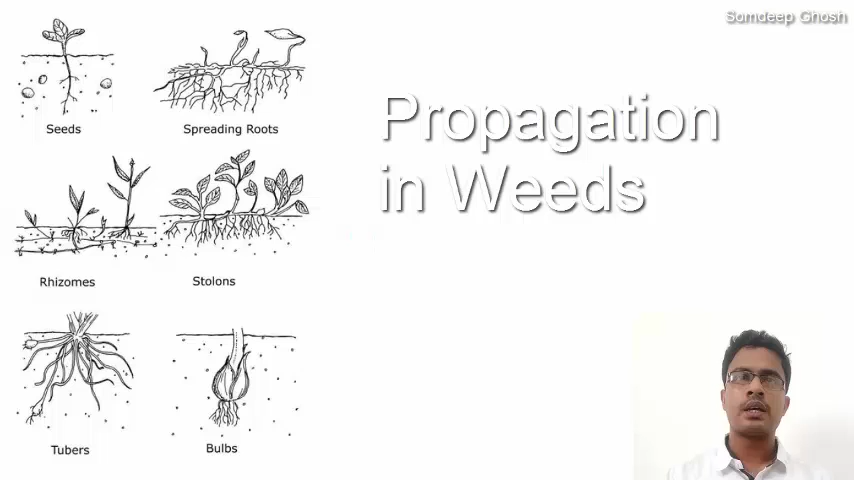 Somdeep Ghosh
Propagation
in Weeds
Seeds
Spreading Roots
Rhizomes
Stolons
Tubers
Bulbs